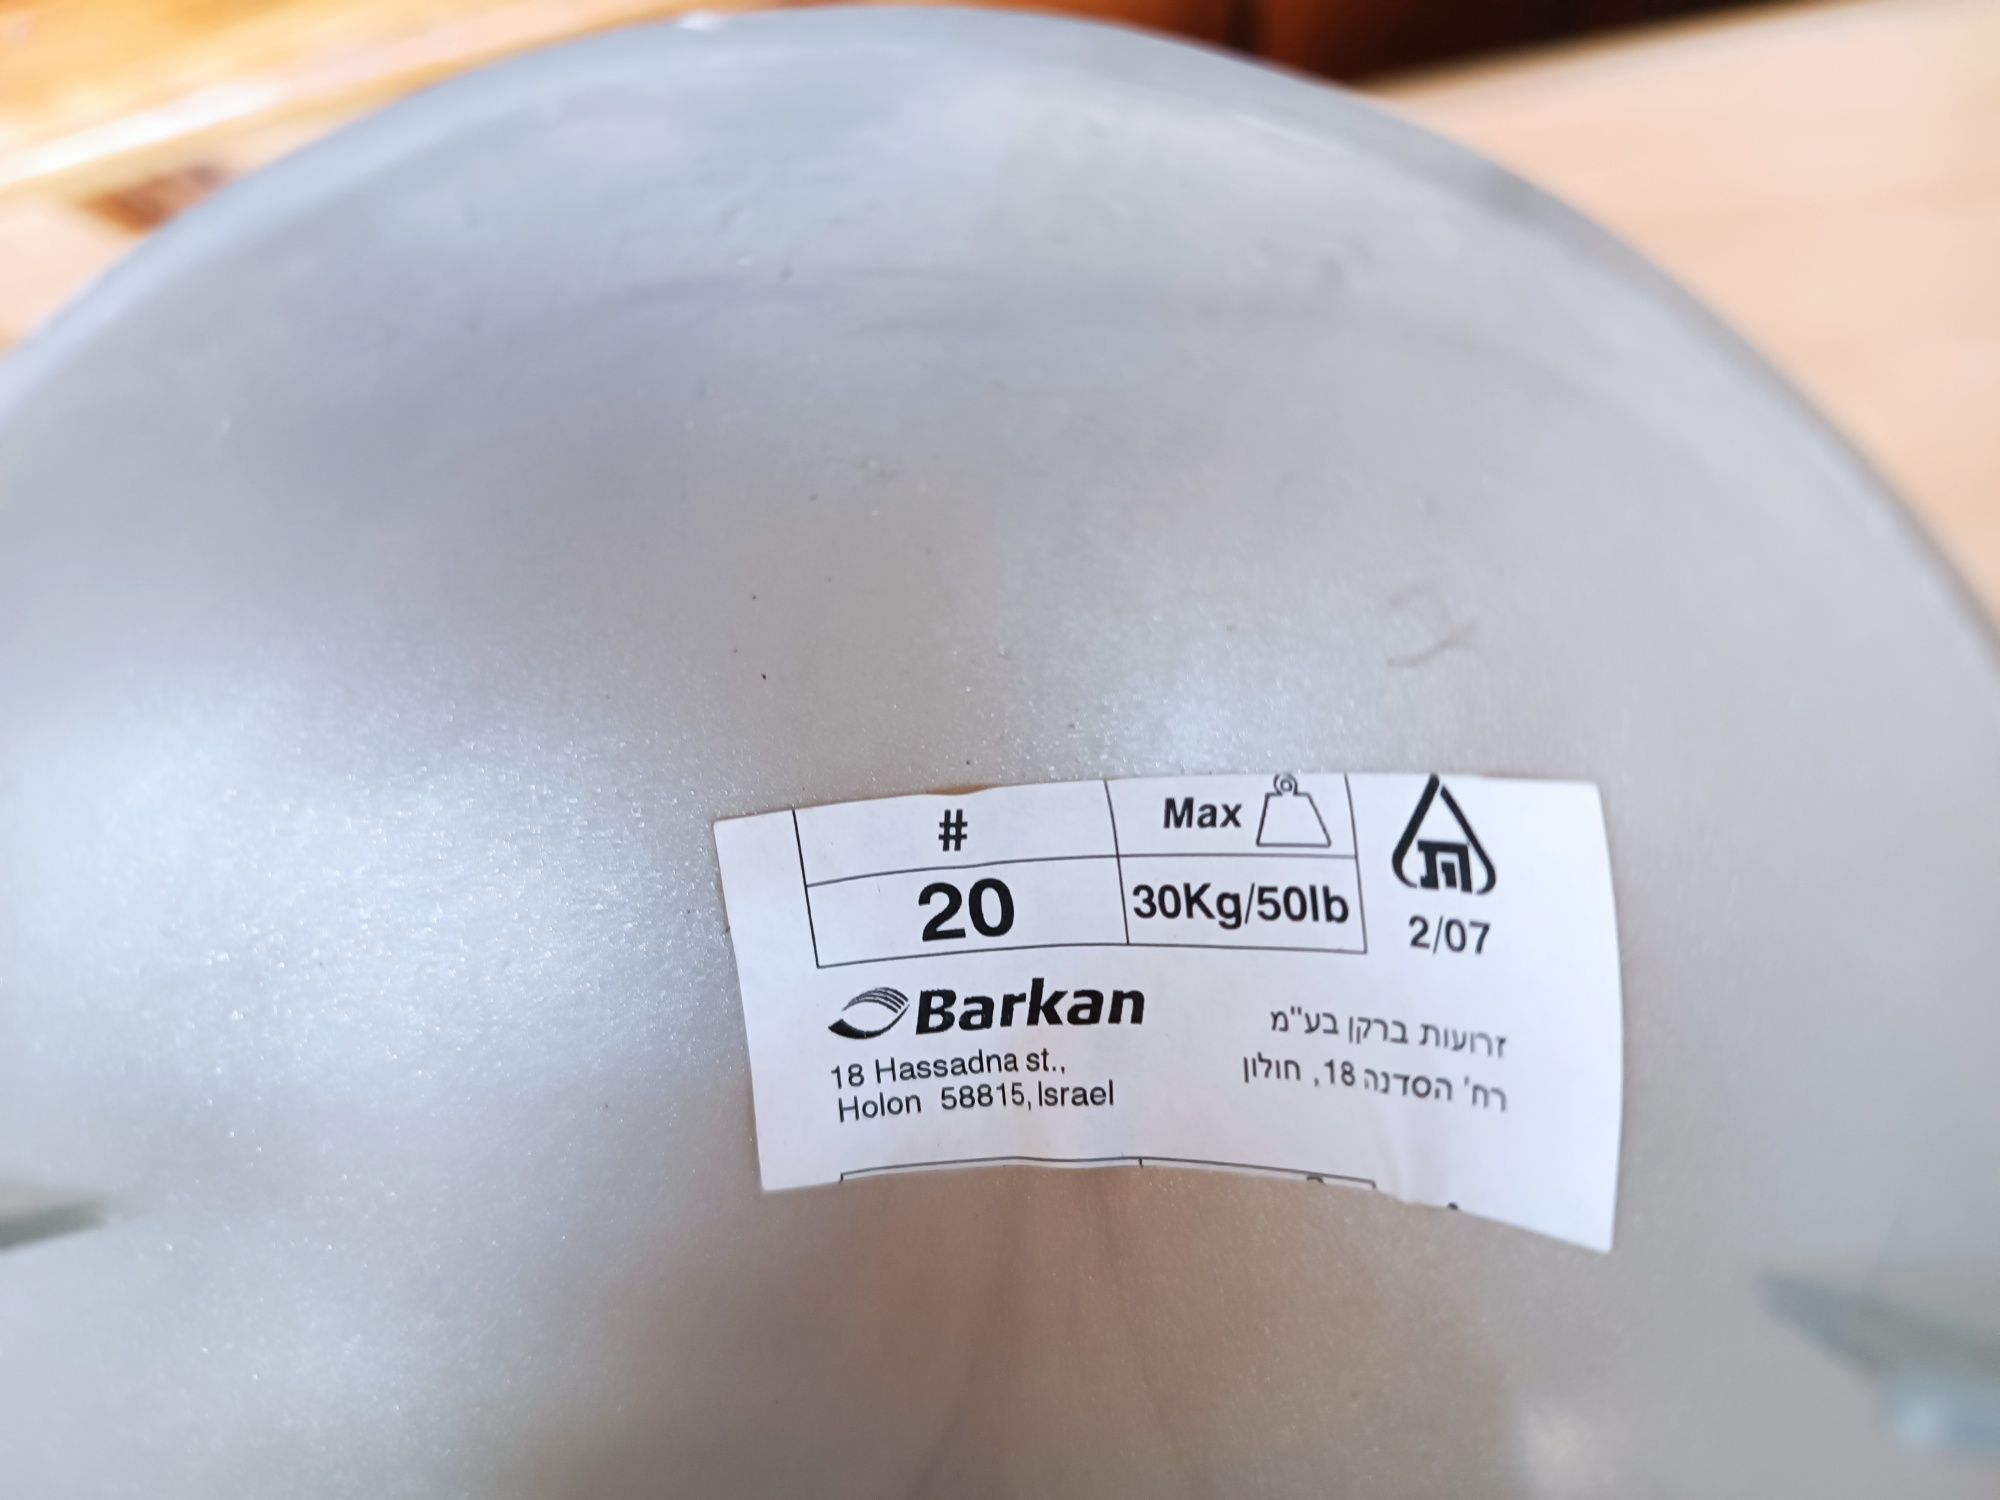 # Max
20 30Kg/50lb
תי
2/07
Barkan
18 Hassadna st.,
Holon 58815, Israel
זרועות ברקן בע"מ
רח' הסדנה 18, חולון